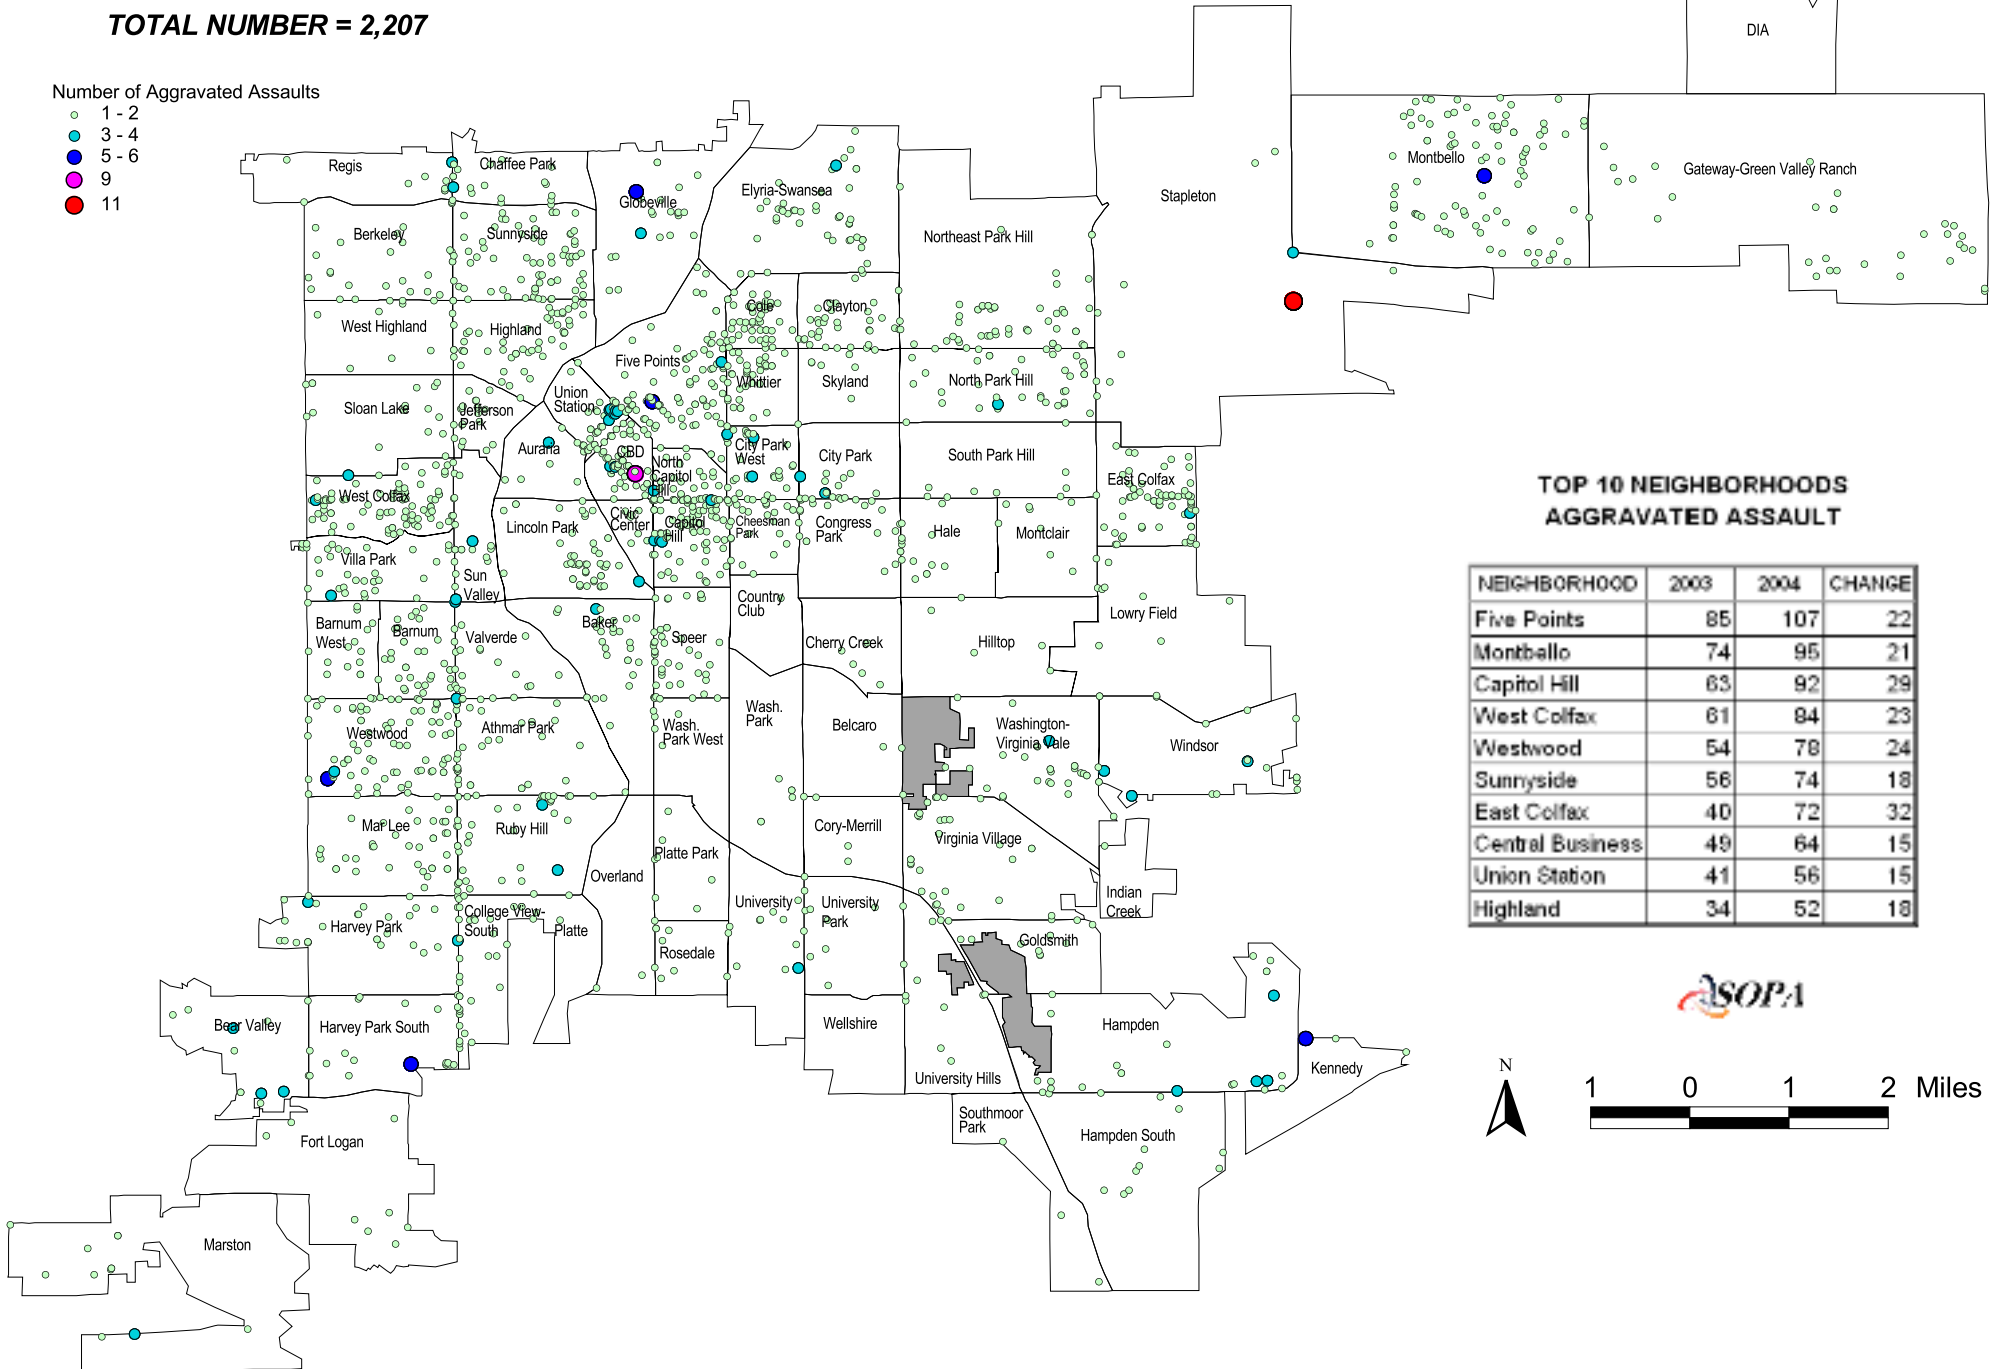 TOTAL NUMBER = 2,207
Number of Aggravated Assaults
1 - 2
3 - 4
5 - 6
9
11
DIA
Regis
Chaffee Park
Globeville
Elyria-Swansea
Stapleton
Montbello
Gateway-Green Valley Ranch
Berkeley
Sunnyside
Northeast Park Hill
West Highland
Highland
Cole
Clayton
Five Points
Sloan Lake
Jefferson
Park
Union
Station
Whittier
Skyland
North Park Hill
Auraria
CBD
North
Capitol
Hill
City Park
West
City Park
South Park Hill
East Colfax
West Colfax
Lincoln Park
Civic
Center
Capitol
Hill
Cheesman
Park
Congress
Park
Hale
Montclair
Villa Park
Sun
Valley
Country
Club
Lowry Field
Barnum
West
Barnum
Valverde
Baker
Speer
Cherry Creek
Hilltop
Westwood
Athmar Park
Wash.
Park West
Wash.
Park
Belcaro
Washington-
Virginia Vale
Windsor
Mar Lee
Ruby Hill
Overland
Platte Park
Cory-Merrill
Virginia Village
Indian
Creek
Harvey Park
College View-
South
Platte
Rosedale
University
University
Park
Goldsmith
Bear Valley
Harvey Park South
Wellshire
University Hills
Hampden
Kennedy
Fort Logan
Southmoor
Park
Hampden South
Marston
TOP 10 NEIGHBORHOODS
AGGRAVATED ASSAULT
NEIGHBORHOOD 2003 2004 CHANGE
Five Points 85 107 22
Montbello 74 95 21
Capitol Hill 63 92 29
West Colfax 61 84 23
Westwood 54 78 24
Sunnyside 56 74 18
East Colfax 40 72 32
Central Business 49 64 15
Union Station 41 56 15
Highland 34 52 18
SOPA
N
1 0 1 2 Miles